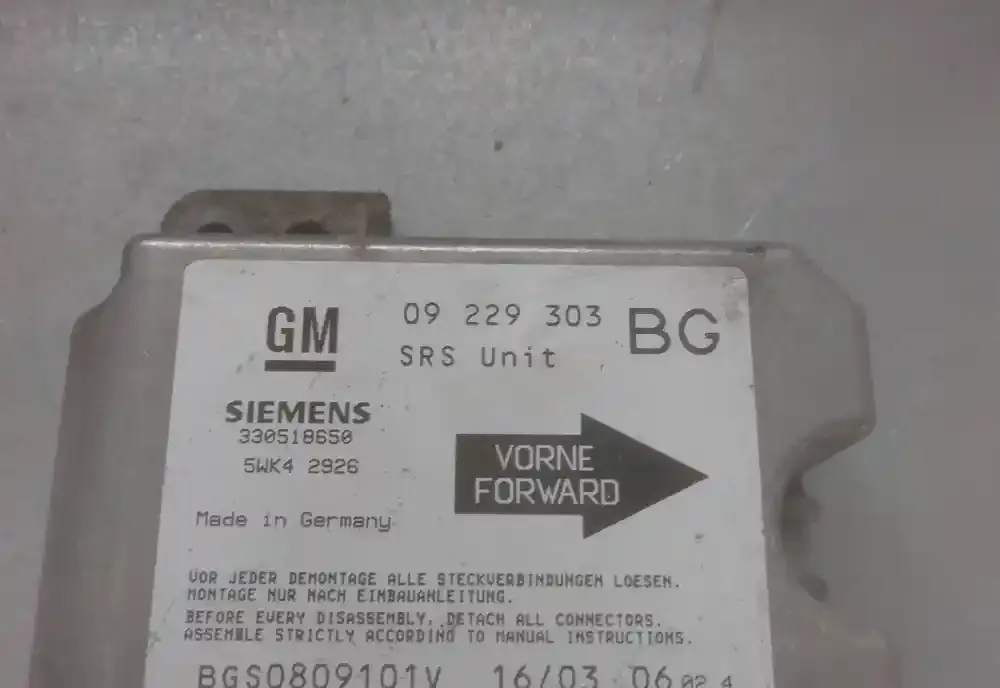 GM 09 229 303 BG
SRS Unit
SIEMENS
330518650
5WK4 2926
VORNE
FORWARD
Made in Germany
VOR JEDER DEMONTAGE ALLE STECKVERBINDUNGEN LOESEN.
MONTAGE NUR NACH EINBAUANLEITUNG.
BEFORE EVERY DISASSEMBLY, DETACH ALL CONNECTORS.
ASSEMBLE STRICTLY ACCORDING TO MANUAL INSTRUCTIONS.
BGS0809101V 16/03 06 02 4